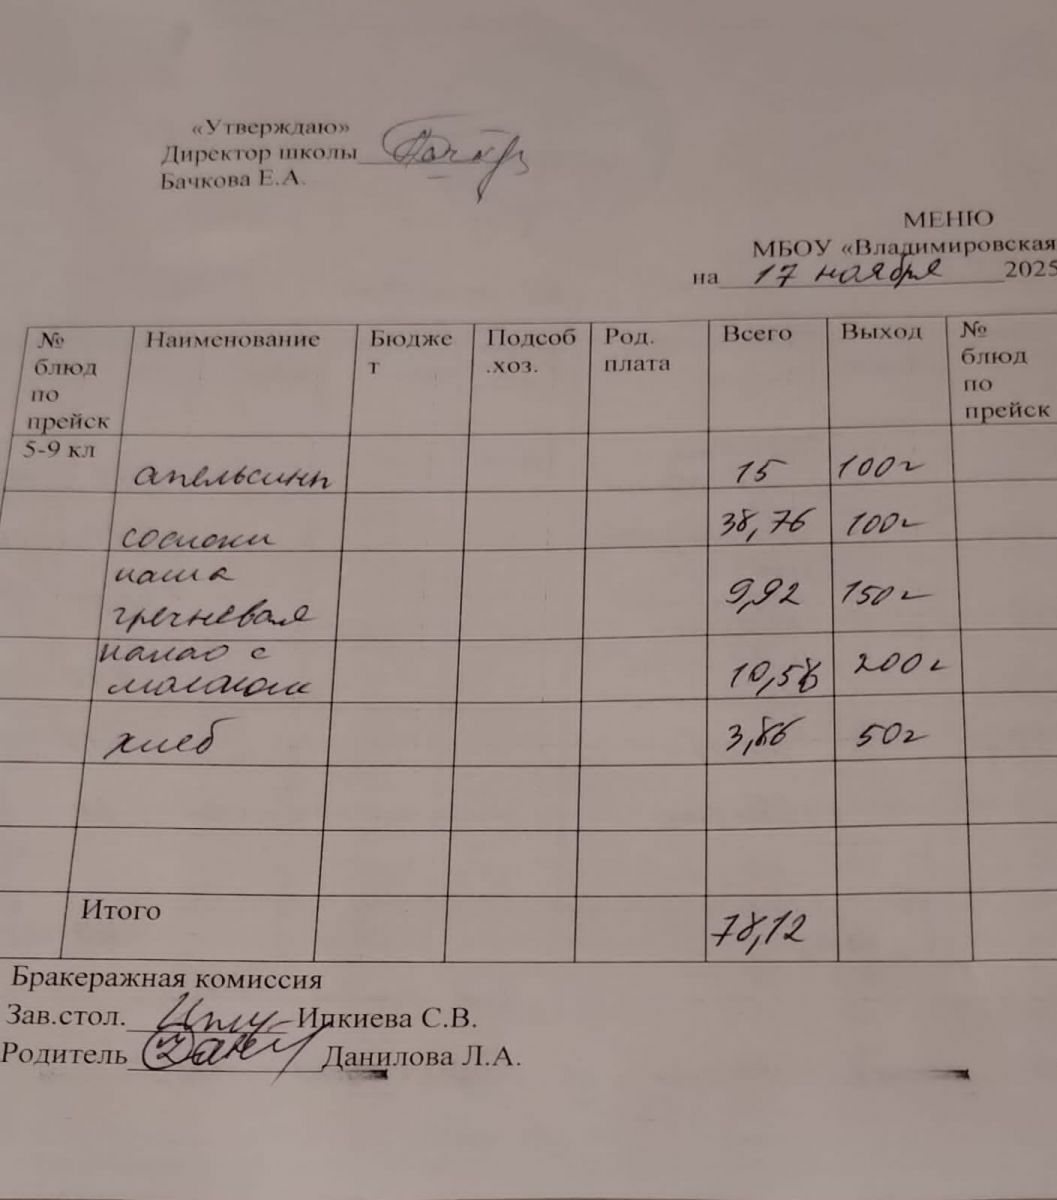 «Утверждаю»
Директор школы
Бачкова Е.А.
МЕНЮ
МБОУ «Владимировская
на 17 ноября 2025
№ блюд по прейск Наименование Бюджет Подсоб.хоз. Род. плата Всего Выход № блюд по прейск
5-9 кл апельсины 15 100г
сосиски 38,76 100г
каша
гречневая 9,92 150г
какао с
молоком 10,58 200г
хлеб 3,86 50г
Итого 78,12
Бракеражная комиссия
Зав.стол. Ипкиева С.В.
Родитель Данилова Л.А.